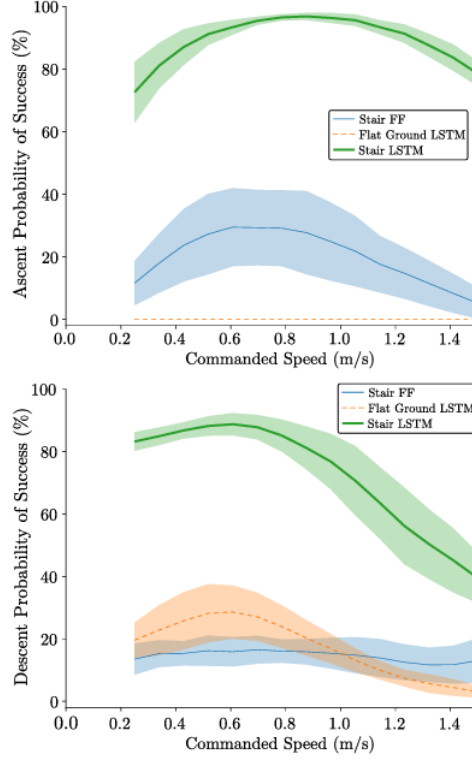 100
80
60
40
20
0
Ascent Probability of Success (%)
Stair FF
Flat Ground LSTM
Stair LSTM
0.0 0.2 0.4 0.6 0.8 1.0 1.2 1.4
Commanded Speed (m/s)
100
80
60
40
20
0
Descent Probability of Success (%)
Stair FF
Flat Ground LSTM
Stair LSTM
0.0 0.2 0.4 0.6 0.8 1.0 1.2 1.4
Commanded Speed (m/s)